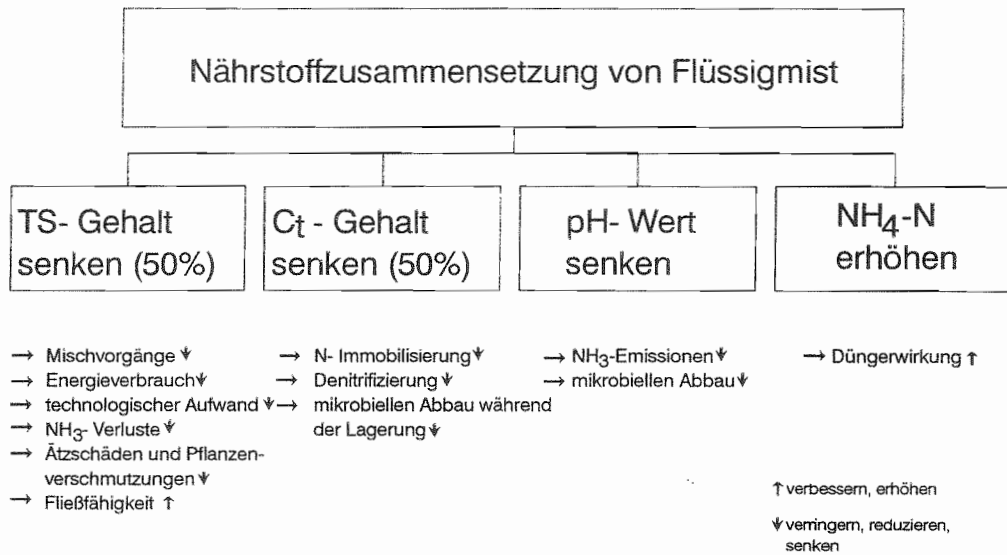 Nährstoffzusammensetzung von Flüssigmist
TS- Gehalt
senken (50%)
Ct - Gehalt
senken (50%)
pH- Wert
senken
NH4-N
erhöhen
→ Mischvorgänge ↓
→ Energieverbrauch ↓
→ technologischer Aufwand ↓
→ NH3- Verluste ↓
→ Ätzschäden und Pflanzen-
verschmutzungen ↓
→ Fließfähigkeit ↑
→ N- Immobilisierung ↓
→ Denitrifizierung ↓
→ mikrobiellen Abbau während
der Lagerung ↓
→ NH3-Emissionen ↓
→ mikrobiellen Abbau ↓
→ Düngerwirkung ↑
↑ verbessern, erhöhen
↓ verringern, reduzieren,
senken